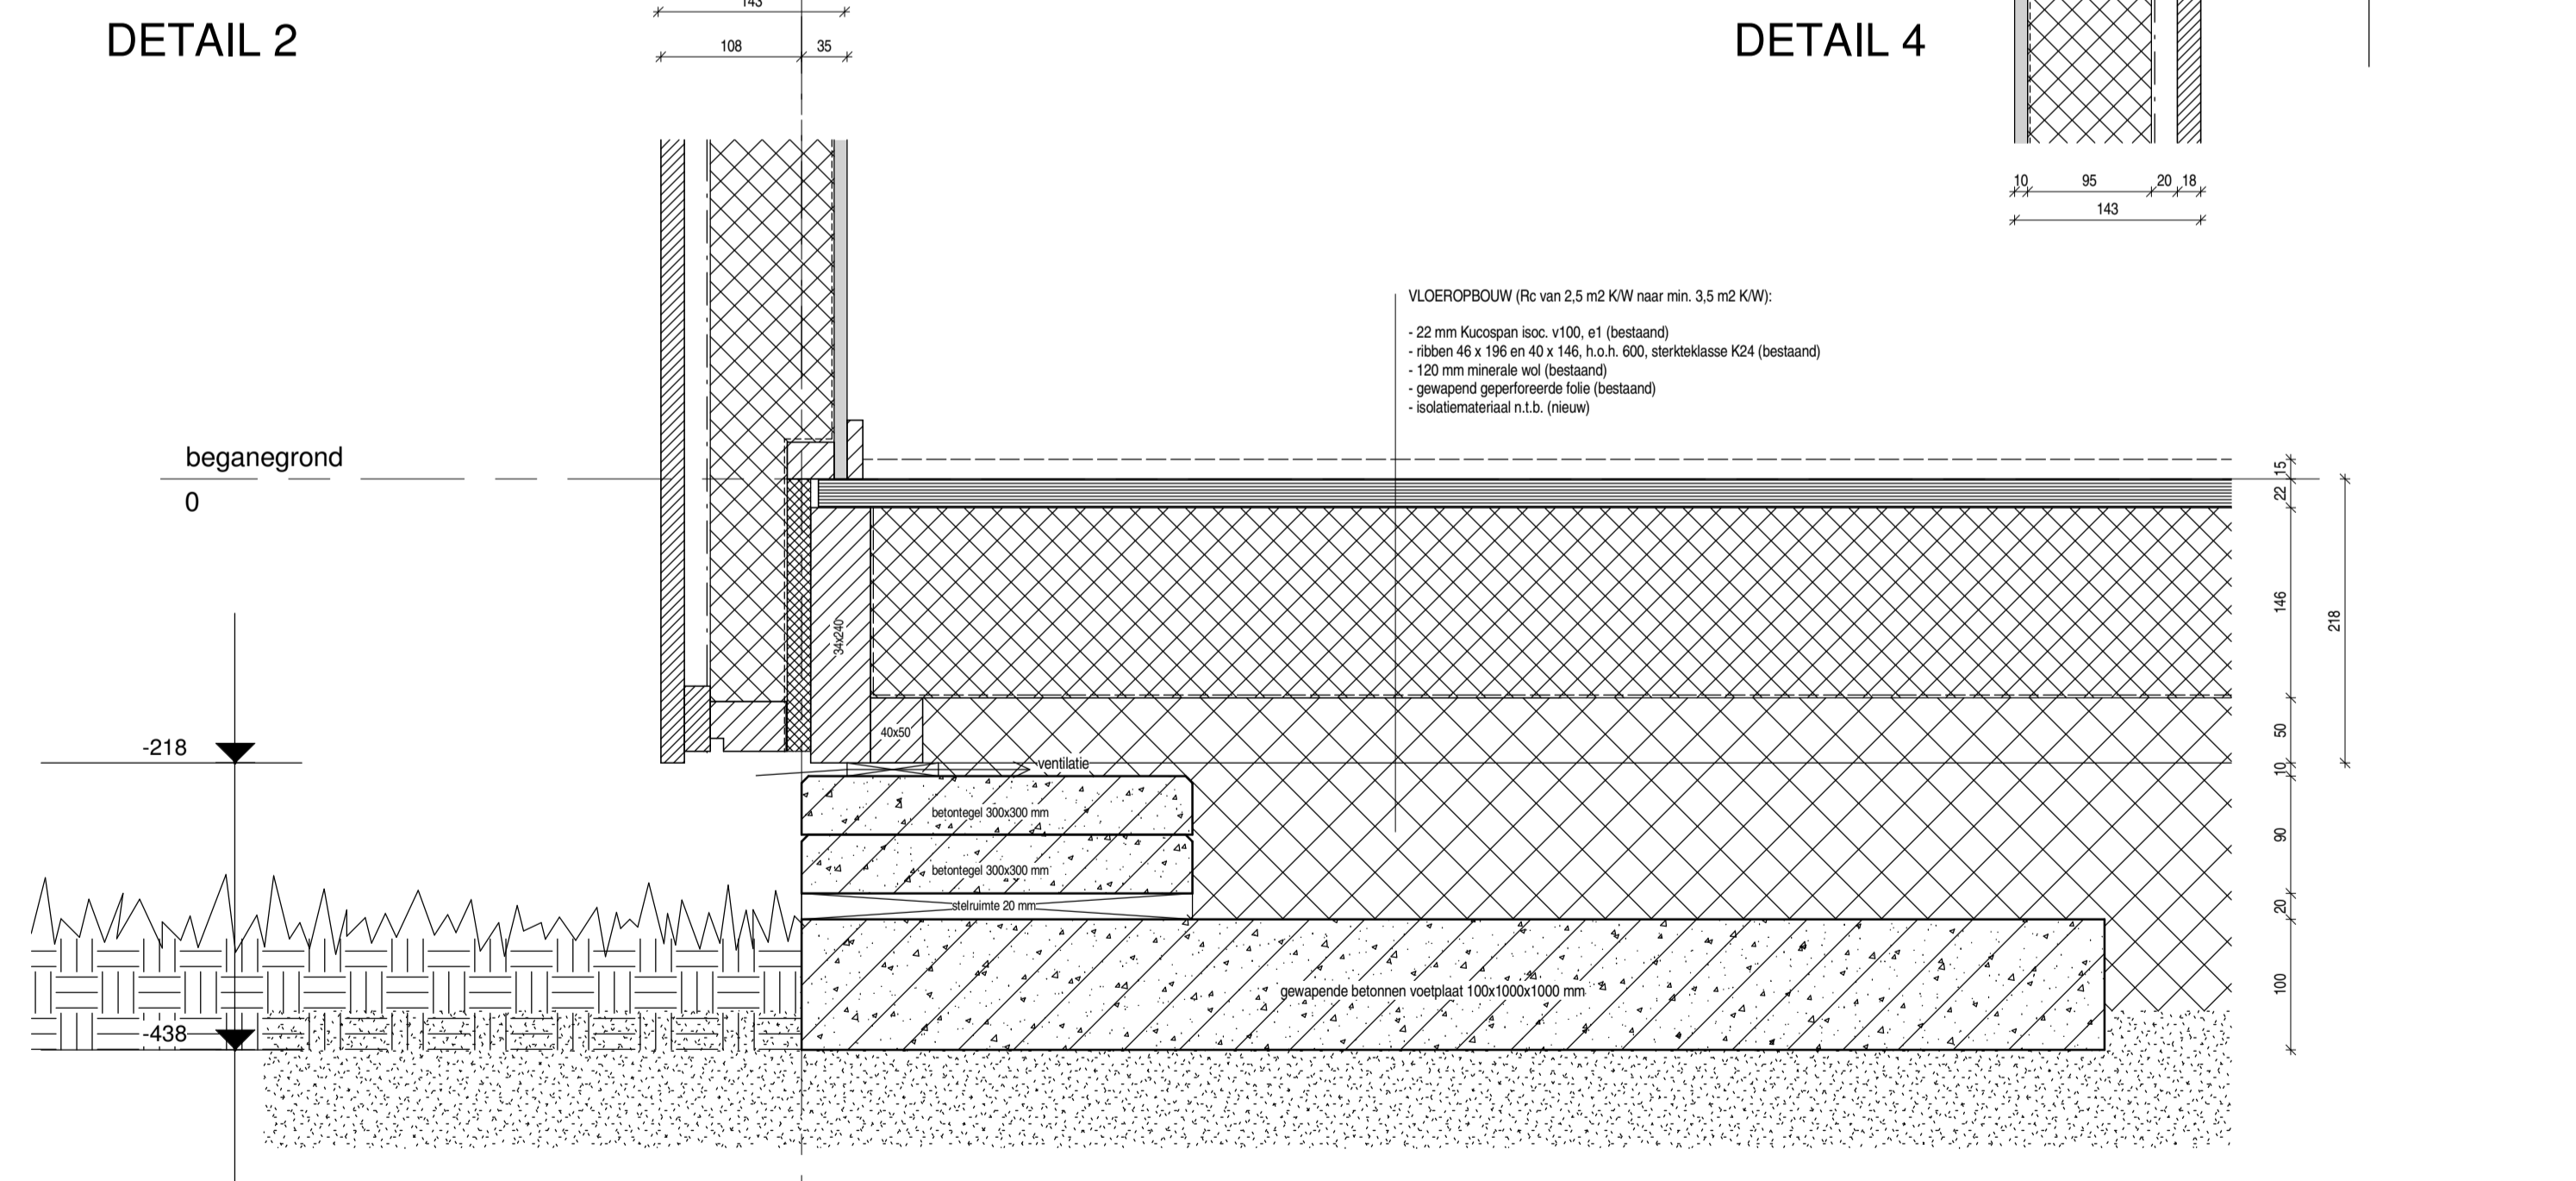 143
DETAIL 2
108
35
DETAIL 4
10
95
20
18
143
VLOEROPBOUW (Rc van 2,5 m2 K/W naar min. 3,5 m2 K/W):
- 22 mm Kucospan isoc. v100, e1 (bestaand)
- ribben 46 x 196 en 40 x 146, h.o.h. 600, sterkteklasse K24 (bestaand)
- 120 mm minerale wol (bestaand)
- gewapend geperforeerde folie (bestaand)
- isolatiemateriaal n.t.b. (nieuw)
beganegrond
0
15
22
146
218
34x240
50
40x50
-218
ventilatie
10
betontegel 300x300 mm
90
betontegel 300x300 mm
stelruimte 20 mm
20
gewapende betonnen voetplaat 100x1000x1000 mm
100
-438